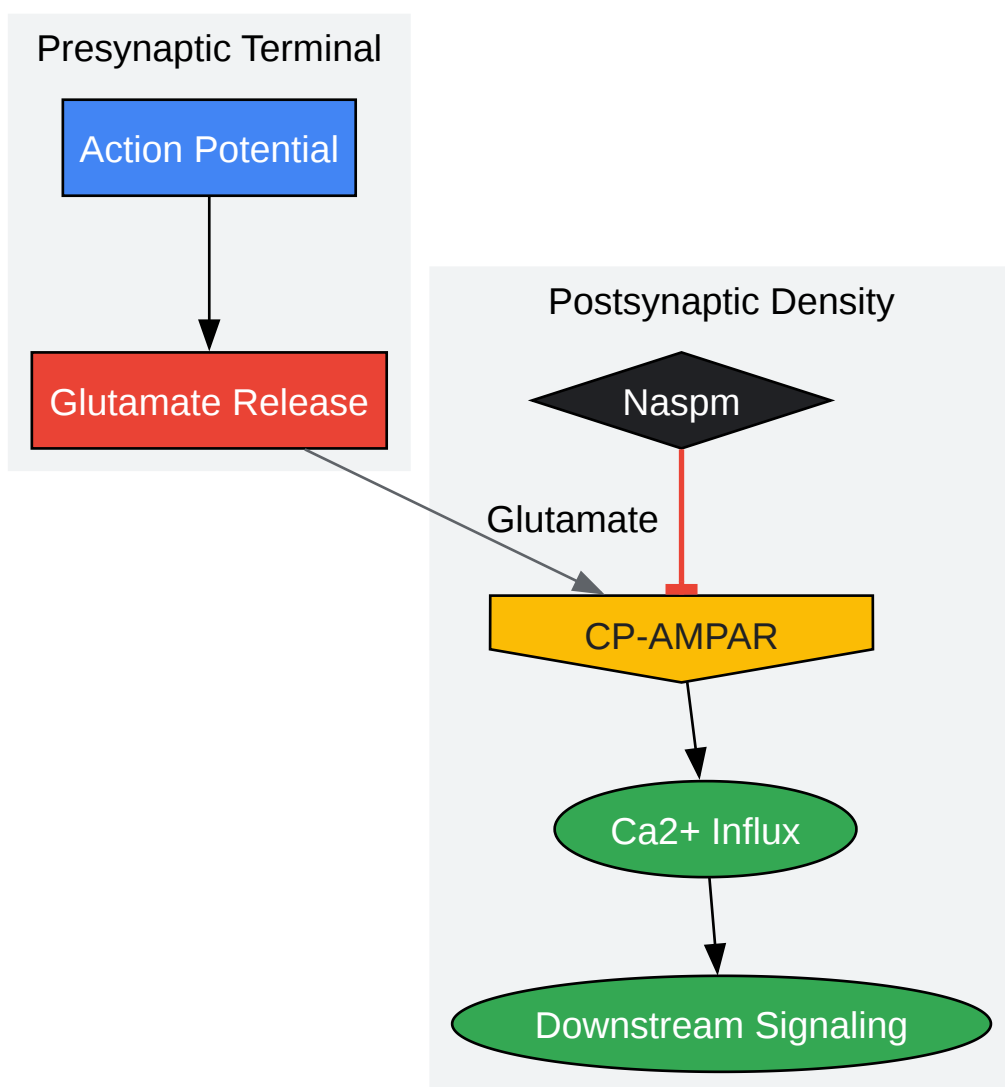 Presynaptic Terminal
Action Potential
Glutamate Release
Postsynaptic Density
Naspm
Glutamate
CP-AMPAR
Ca2+ Influx
Downstream Signaling